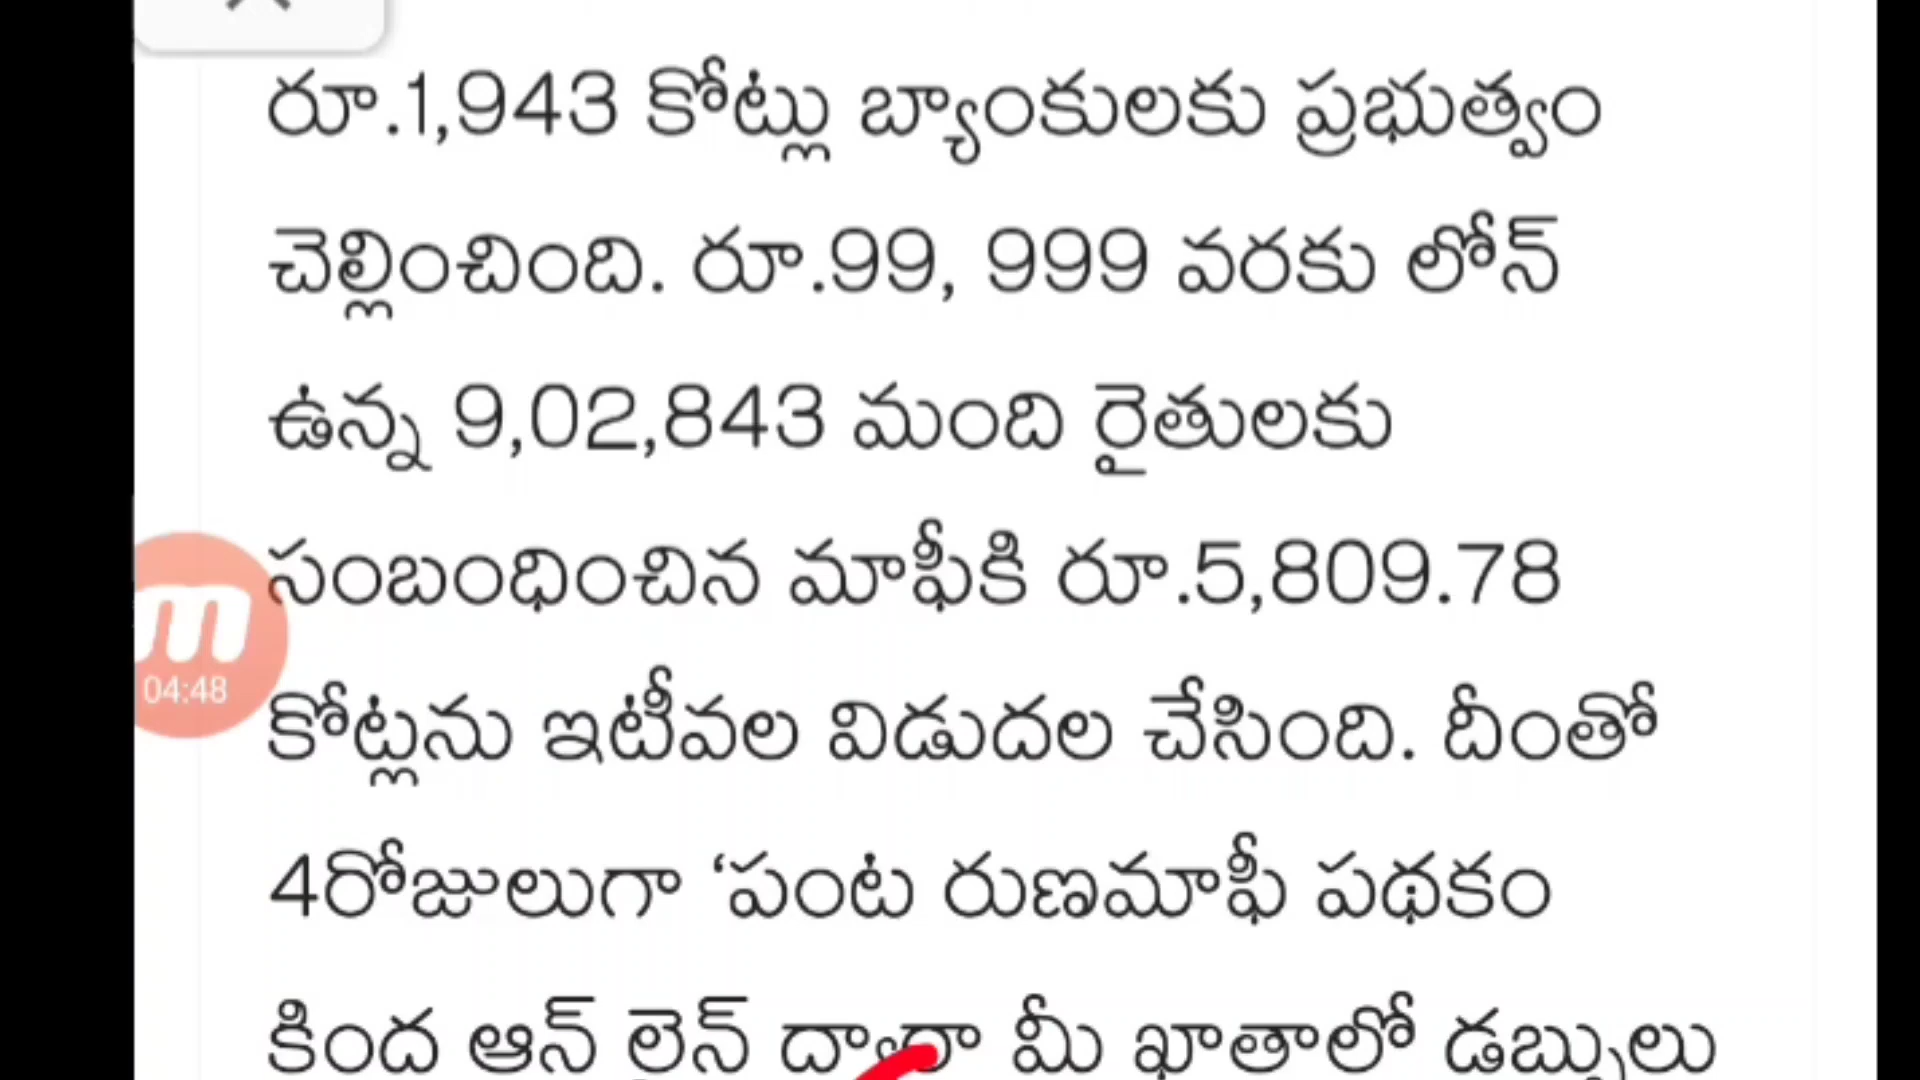 రూ.1,943 కోట్లు బ్యాంకులకు ప్రభుత్వం
చెల్లించింది. రూ.99, 999 వరకు లోన్
ఉన్న 9,02,843 మంది రైతులకు
సంబంధించిన మాఫీకి రూ.5,809.78
04:48
కోట్లను ఇటీవల విడుదల చేసింది. దీంతో
4రోజులుగా ‘పంట రుణమాఫీ పథకం
కింద ఆన్ లైన్ ద్వారా మీ ఖాతాలో డబ్బులు